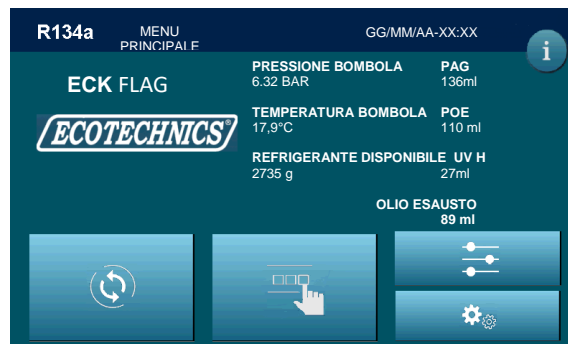 R134a
MENU
PRINCIPALE
GG/MM/AA-XX:XX
i
ECK FLAG
ECOTECHNICS®
PRESSIONE BOMBOLA PAG
6.32 BAR 136ml
TEMPERATURA BOMBOLA POE
17,9°C 110 ml
REFRIGERANTE DISPONIBILE UV H
2735 g 27ml
OLIO ESAUSTO
89 ml